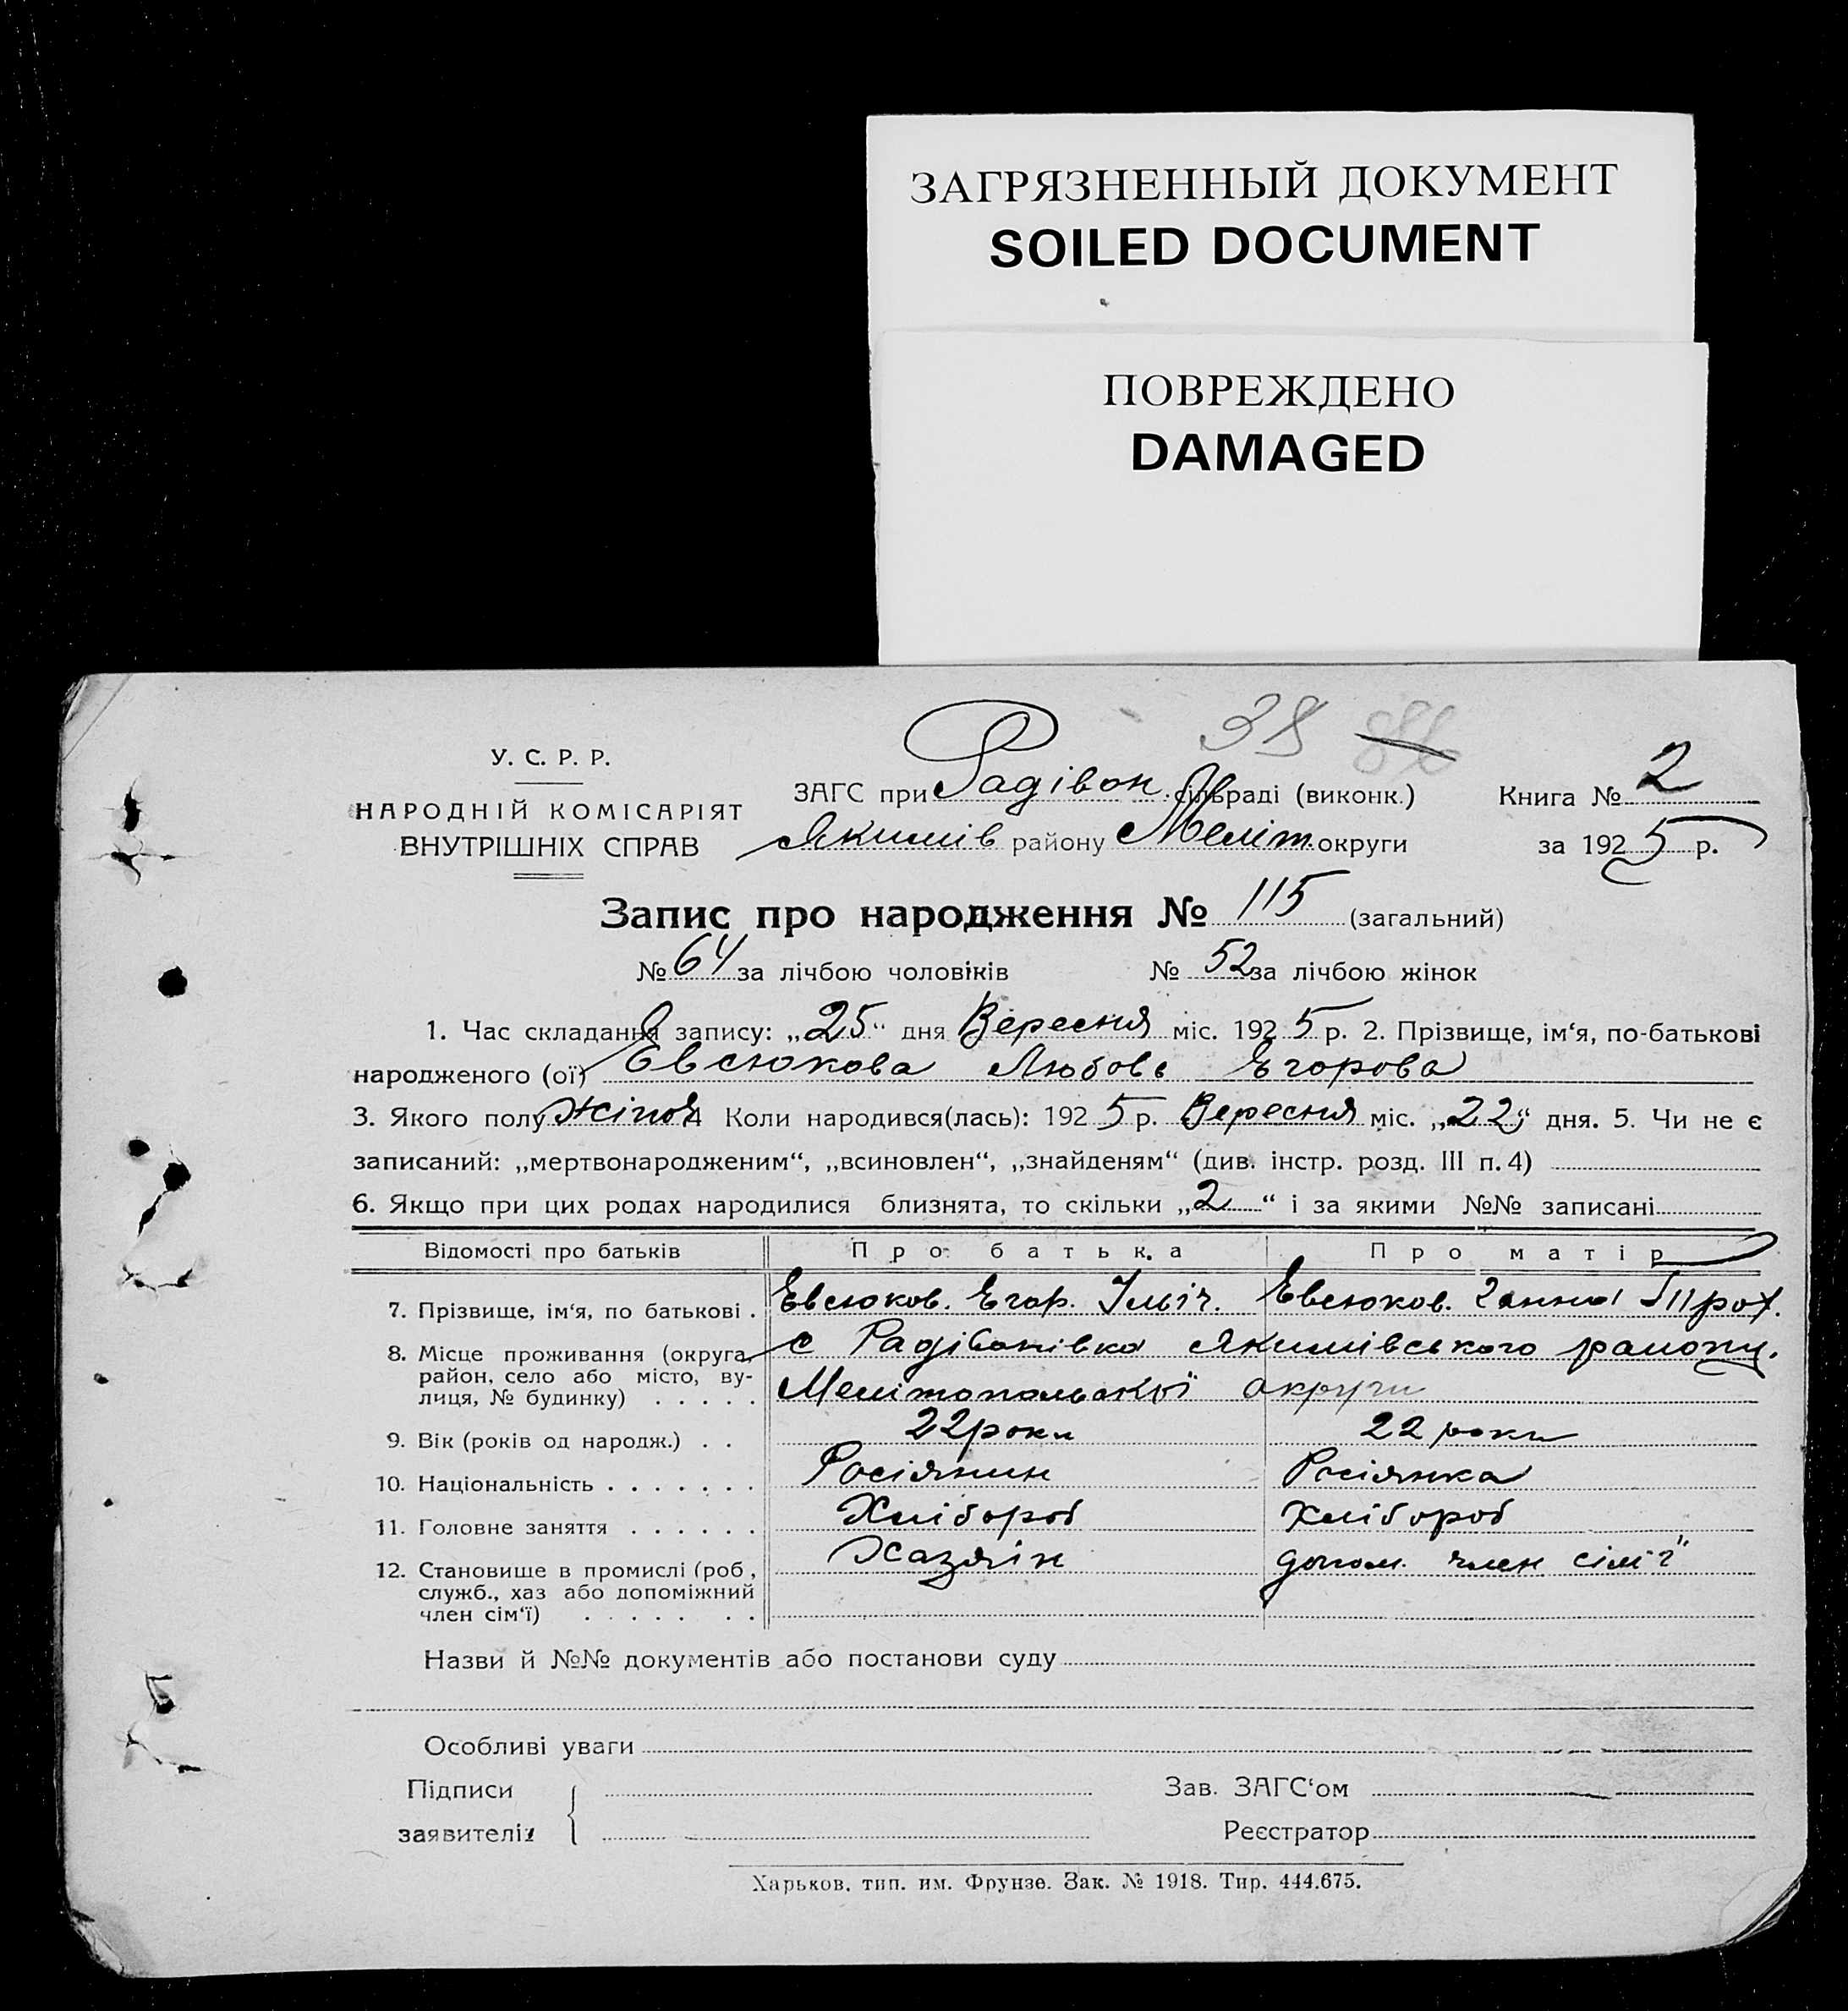 ЗАГРЯЗНЕННЫЙ ДОКУМЕНТ
SOILED DOCUMENT
ПОВРЕЖДЕНО
DAMAGED
38
У. С. Р. Р.
НАРОДНІЙ КОМІСАРІЯТ
ВНУТРІШНІХ СПРАВ
ЗАГС при Радівон. сільраді (виконк.)
Якимів району Меліт. округи
Книга № 2
за 1925 р.
Запис про народження № 115 (загальний)
№ 64 за лічбою чоловіків № 52 за лічбою жінок
1. Час складання запису: „25“ дня Вересня міс. 1925 р. 2. Прізвище, ім‘я, по-батькові
народженого (ої) Евсюкова Любовь Егорова
3. Якого полу жіноч 4 Коли народився(лась): 1925 р. Вересня міс. „22“ дня. 5. Чи не є
записаний: „мертвонародженим“, „всиновлен“, „знайденям“ (див. інстр. розд. III п. 4)
6. Якщо при цих родах народилися близнята, то скільки „2“ і за якими №№ записані
Відомості про батьків Про батька Про матір
7. Прізвище, ім‘я, по батькові . Евсюков. Егор. Ільіч. Евсюков. Ганна Прох.
8. Місце проживання (округа, район, село або місто, вулиця, № будинку) . . . . . с Радівонівка Якимівського району.
Мелітопольскої округи
9. Вік (років од народж.) . . 22 роки 22 роки
10. Національність . . . . . . . Росіянин Росіянка
11. Головне заняття . . . . . . Хлібороб Хлібороб
12. Становище в промислі (роб., служб., хаз або допоміжний член сім‘ї) . . . . . . . Хазяїн допом. член сім'ї
Назви й №№ документів або постанови суду
Особливі уваги
Підписи
заявителів
Зав. ЗАГС‘ом
Реєстратор
Харьков. тип. им. Фрунзе. Зак. № 1918. Тир. 444.675.